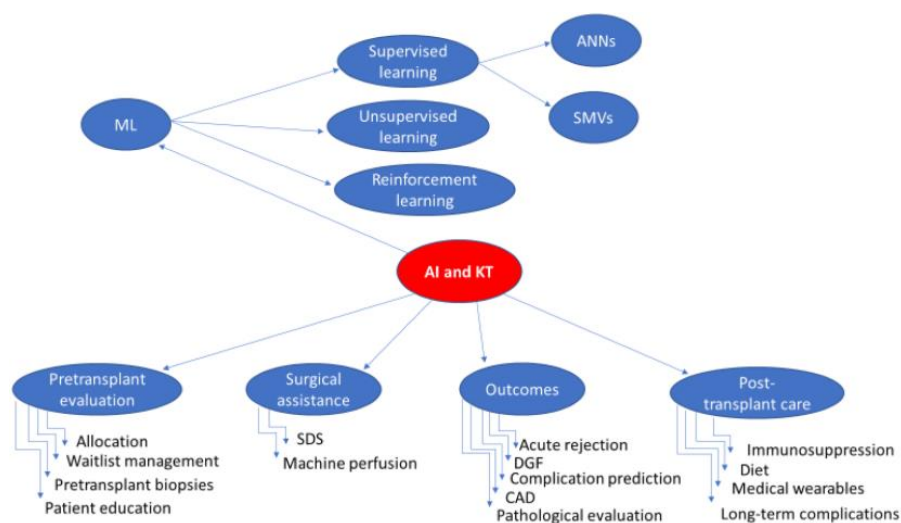 Supervised
learning
ANNs
ML
Unsupervised
learning
SMVs
Reinforcement
learning
AI and KT
Pretransplant
evaluation
Surgical
assistance
Outcomes
Post-
transplant care
Allocation
Waitlist management
Pretransplant biopsies
Patient education
SDS
Machine perfusion
Acute rejection
DGF
Complication prediction
CAD
Pathological evaluation
Immunosuppression
Diet
Medical wearables
Long-term complications